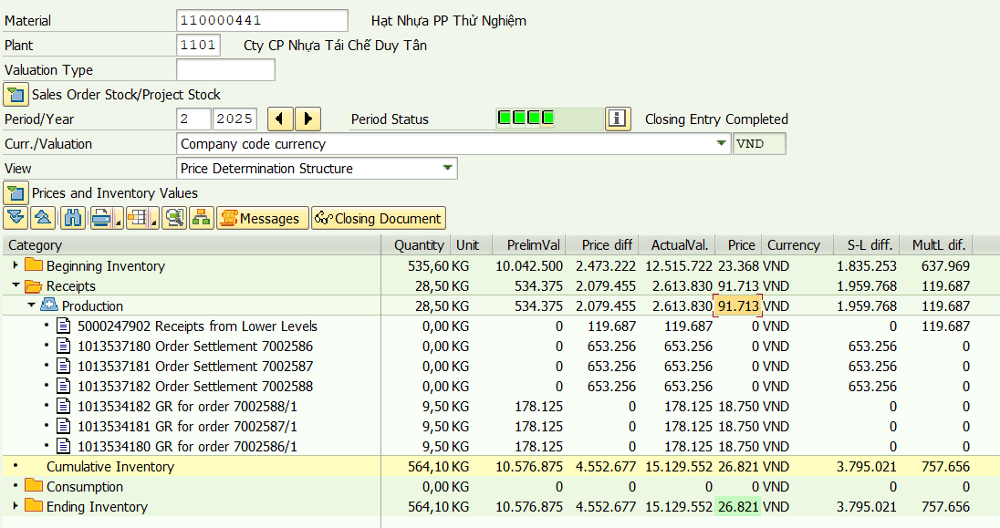 Material 110000441 Hạt Nhựa PP Thử Nghiệm
Plant 1101 Cty CP Nhựa Tái Chế Duy Tân
Valuation Type
Sales Order Stock/Project Stock
Period/Year 2 2025 Period Status Closing Entry Completed
Curr./Valuation Company code currency VND
View Price Determination Structure
Prices and Inventory Values
Messages Closing Document
Category Quantity Unit PrelimVal Price diff ActualVal. Price Currency S-L diff. MultL dif.
Beginning Inventory 535,60 KG 10.042.500 2.473.222 12.515.722 23.368 VND 1.835.253 637.969
Receipts 28,50 KG 534.375 2.079.455 2.613.830 91.713 VND 1.959.768 119.687
Production 28,50 KG 534.375 2.079.455 2.613.830 91.713 VND 1.959.768 119.687
5000247902 Receipts from Lower Levels 0,00 KG 0 119.687 119.687 0 VND 0 119.687
1013537180 Order Settlement 7002586 0,00 KG 0 653.256 653.256 0 VND 653.256 0
1013537181 Order Settlement 7002587 0,00 KG 0 653.256 653.256 0 VND 653.256 0
1013537182 Order Settlement 7002588 0,00 KG 0 653.256 653.256 0 VND 653.256 0
1013534182 GR for order 7002588/1 9,50 KG 178.125 0 178.125 18.750 VND 0 0
1013534181 GR for order 7002587/1 9,50 KG 178.125 0 178.125 18.750 VND 0 0
1013534180 GR for order 7002586/1 9,50 KG 178.125 0 178.125 18.750 VND 0 0
Cumulative Inventory 564,10 KG 10.576.875 4.552.677 15.129.552 26.821 VND 3.795.021 757.656
Consumption 0,00 KG 0 0 0 0 VND 0 0
Ending Inventory 564,10 KG 10.576.875 4.552.677 15.129.552 26.821 VND 3.795.021 757.656